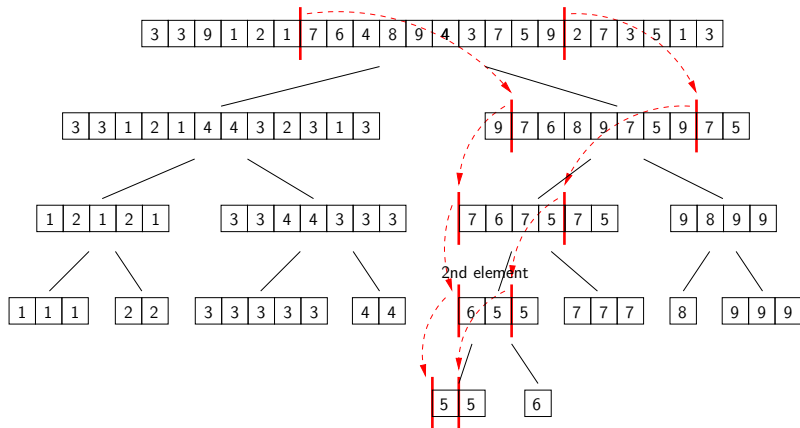 3 3 9 1 2 1 7 6 4 8 9 4 3 7 5 9 2 7 3 5 1 3
3 3 1 2 1 4 4 3 2 3 1 3 9 7 6 8 9 7 5 9 7 5
1 2 1 2 1 3 3 4 4 3 3 3 7 6 7 5 7 5 9 8 9 9
2nd element
1 1 1 2 2 3 3 3 3 3 4 4 6 5 5 7 7 7 8 9 9 9
5 5 6